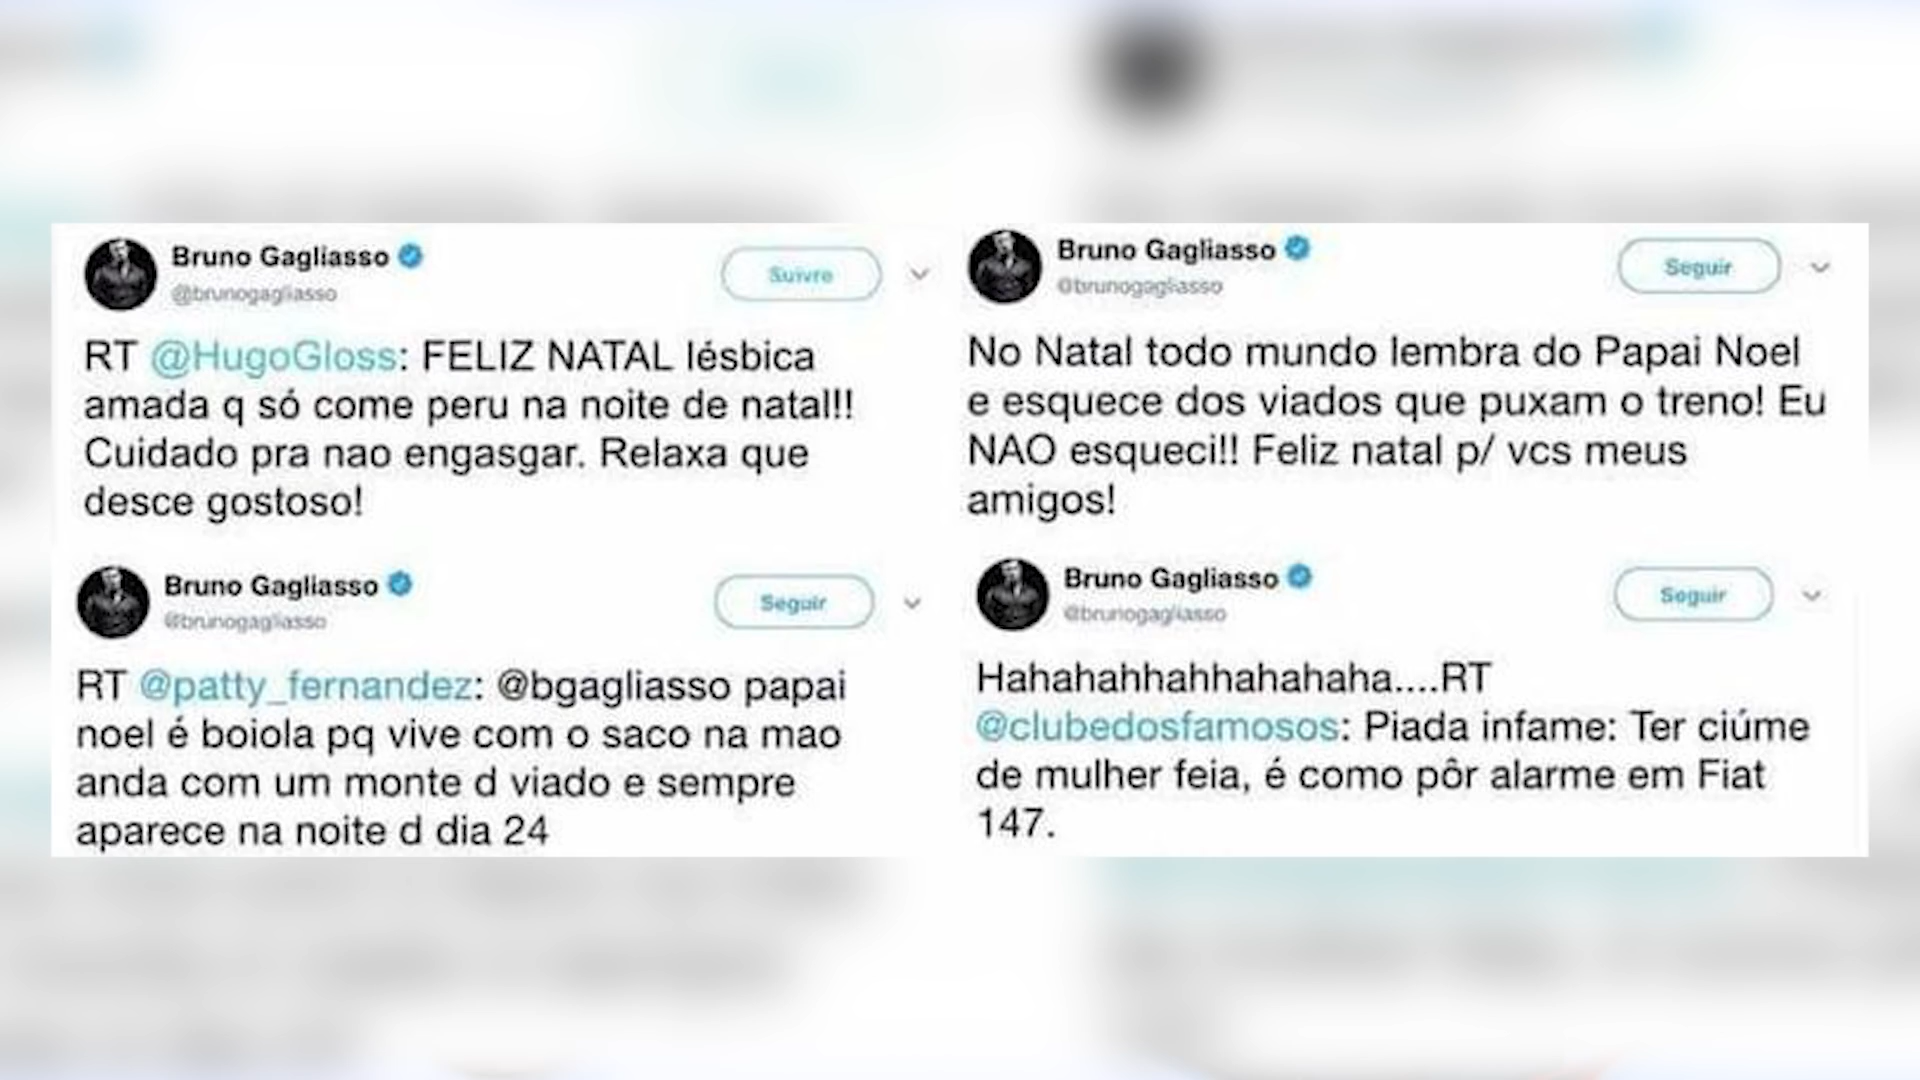 Bruno Gagliasso
@brunogagliasso
Suivre
RT @HugoGloss: FELIZ NATAL lésbica
amada q só come peru na noite de natal!!
Cuidado pra nao engasgar. Relaxa que
desce gostoso!
Bruno Gagliasso
@brunogagliasso
Seguir
No Natal todo mundo lembra do Papai Noel
e esquece dos viados que puxam o treno! Eu
NAO esqueci!! Feliz natal p/ vcs meus
amigos!
Bruno Gagliasso
@brunogagliasso
Seguir
RT @patty_fernandez: @bgagliasso papai
noel é boiola pq vive com o saco na mao
anda com um monte d viado e sempre
aparece na noite d dia 24
Bruno Gagliasso
@brunogagliasso
Seguir
Hahahahhahhahahaha....RT
@clubedosfamosos: Piada infame: Ter ciúme
de mulher feia, é como pôr alarme em Fiat
147.